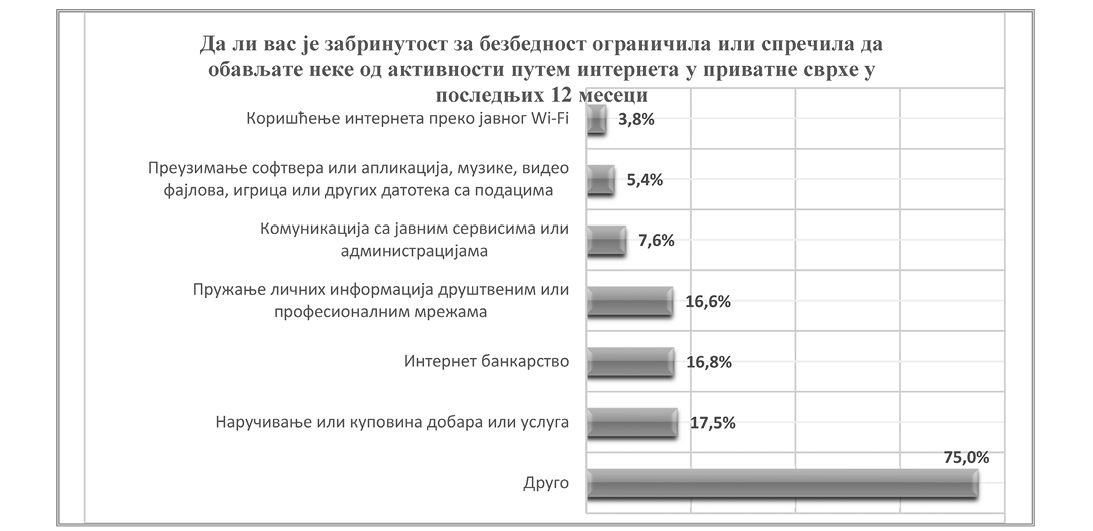 Да ли вас је забринутост за безбедност ограничила или спречила да
обављате неке од активности путем интернета у приватне сврхе у
последњих 12 месеци
Коришћење интернета преко јавног Wi-Fi
3,8%
Преузимање софтвера или апликација, музике, видео
фајлова, игрица или других датотека са подацима
5,4%
Комуникација са јавним сервисима или
администрацијама
7,6%
Пружање личних информација друштвеним или
професионалним мрежама
16,6%
Интернет банкарство
16,8%
Наручивање или куповина добара или услуга
17,5%
Друго
75,0%